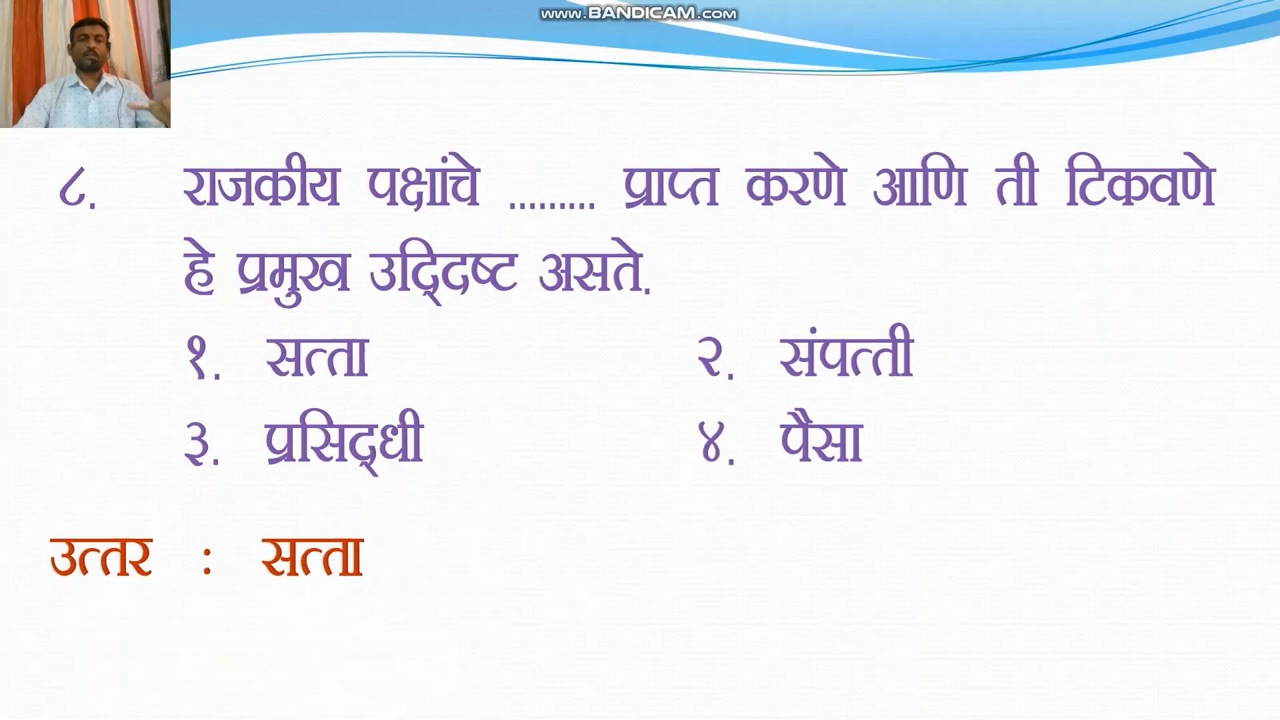 www.BANDICAM.com
८. राजकीय पक्षांचे ......... प्राप्त करणे आणि ती टिकवणे
हे प्रमुख उद्दिष्ट असते.
१. सत्ता २. संपत्ती
३. प्रसिद्धी ४. पैसा
उत्तर : सत्ता